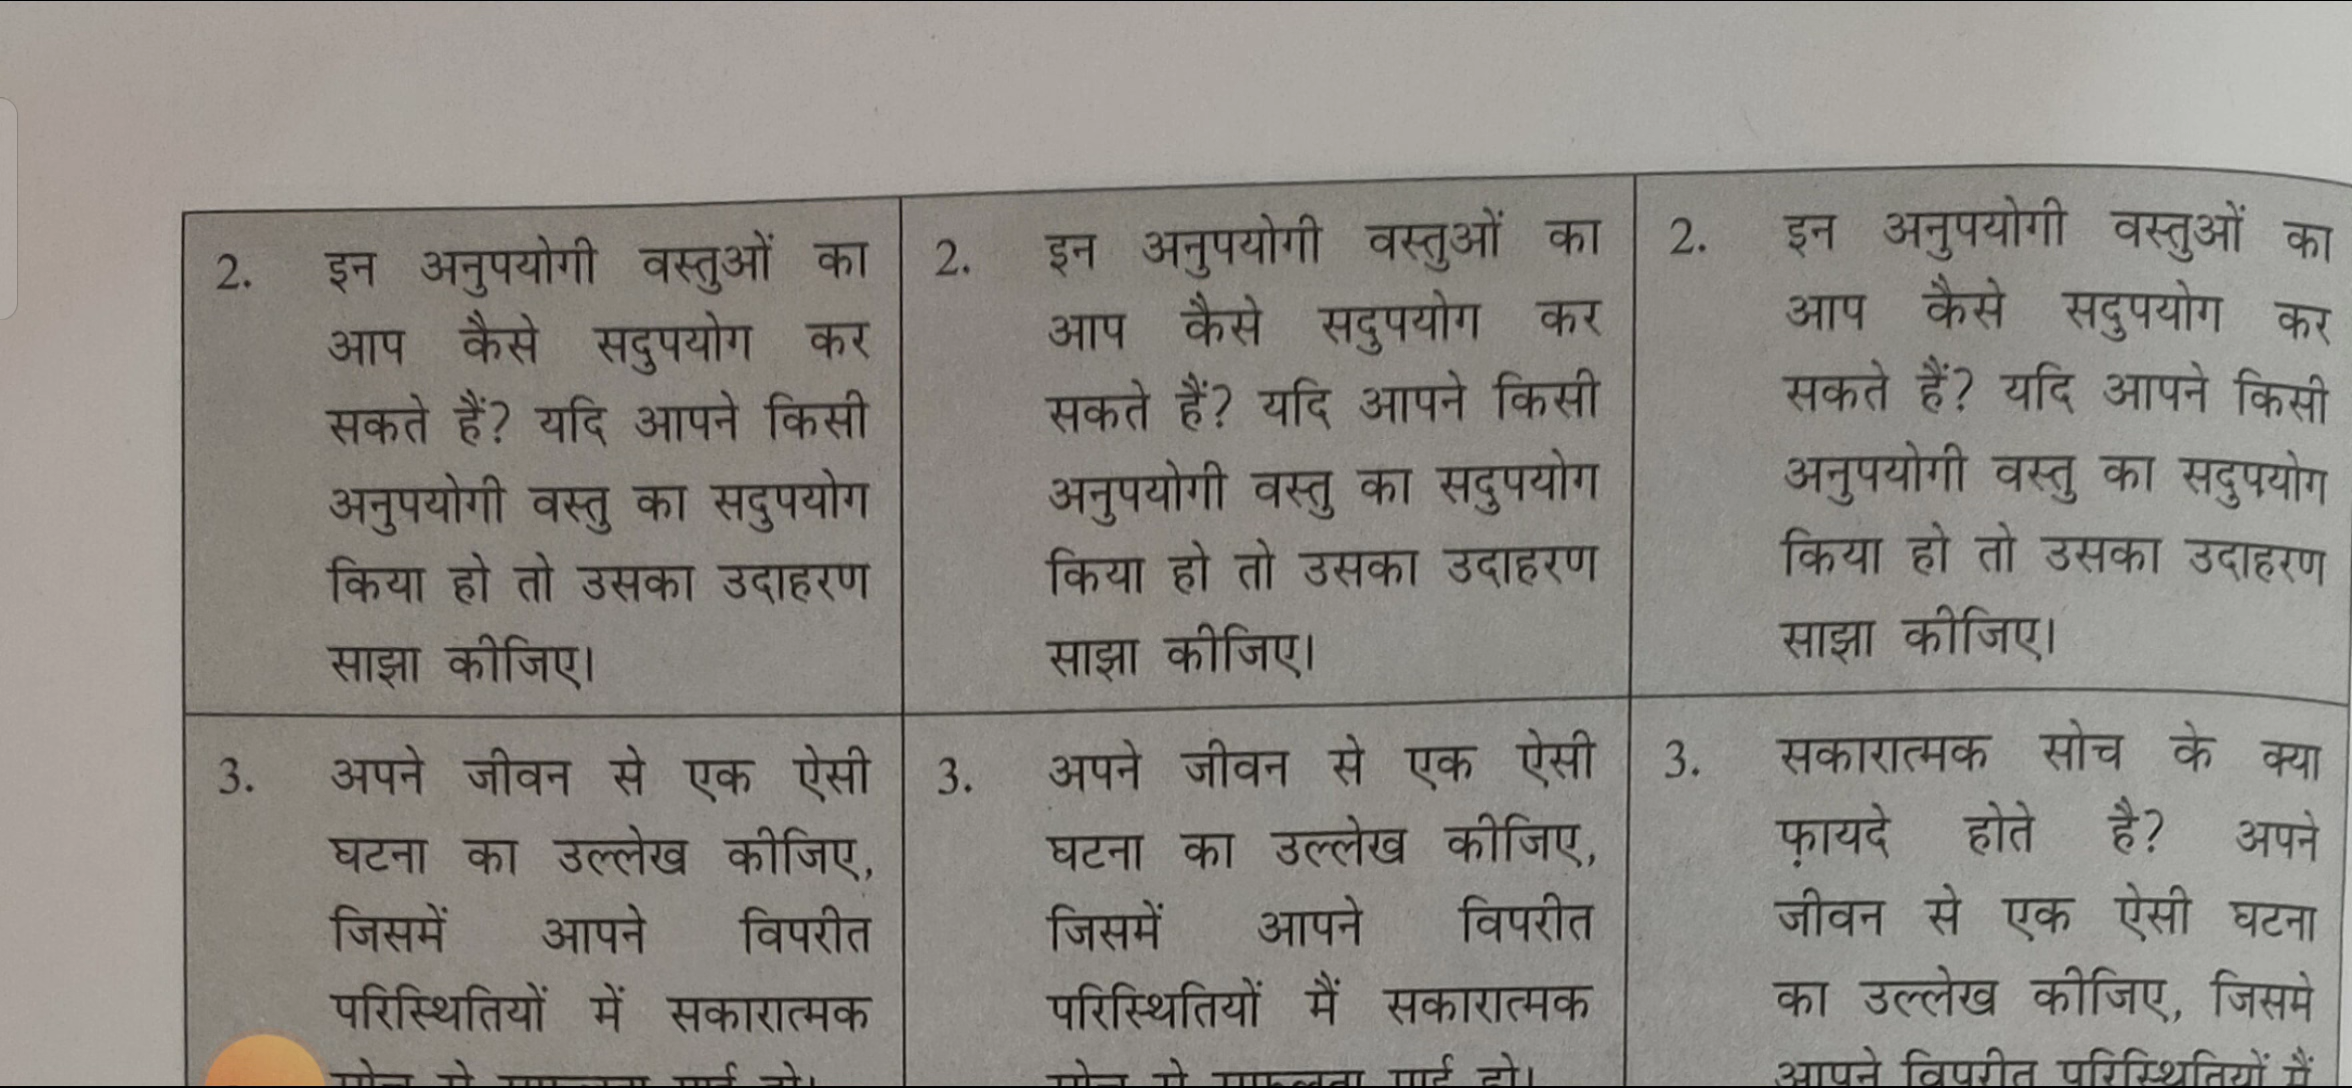 2. इन अनुपयोगी वस्तुओं का
आप कैसे सदुपयोग कर
सकते हैं? यदि आपने किसी
अनुपयोगी वस्तु का सदुपयोग
किया हो तो उसका उदाहरण
साझा कीजिए।
2. इन अनुपयोगी वस्तुओं का
आप कैसे सदुपयोग कर
सकते हैं? यदि आपने किसी
अनुपयोगी वस्तु का सदुपयोग
किया हो तो उसका उदाहरण
साझा कीजिए।
2. इन अनुपयोगी वस्तुओं का
आप कैसे सदुपयोग कर
सकते हैं? यदि आपने किसी
अनुपयोगी वस्तु का सदुपयोग
किया हो तो उसका उदाहरण
साझा कीजिए।
3. अपने जीवन से एक ऐसी
घटना का उल्लेख कीजिए,
जिसमें आपने विपरीत
परिस्थितियों में सकारात्मक
3. अपने जीवन से एक ऐसी
घटना का उल्लेख कीजिए,
जिसमें आपने विपरीत
परिस्थितियों मैं सकारात्मक
3. सकारात्मक सोच के क्या
फ़ायदे होते है? अपने
जीवन से एक ऐसी घटना
का उल्लेख कीजिए, जिसमे
आपने विपरीत परिस्थितियों मैं